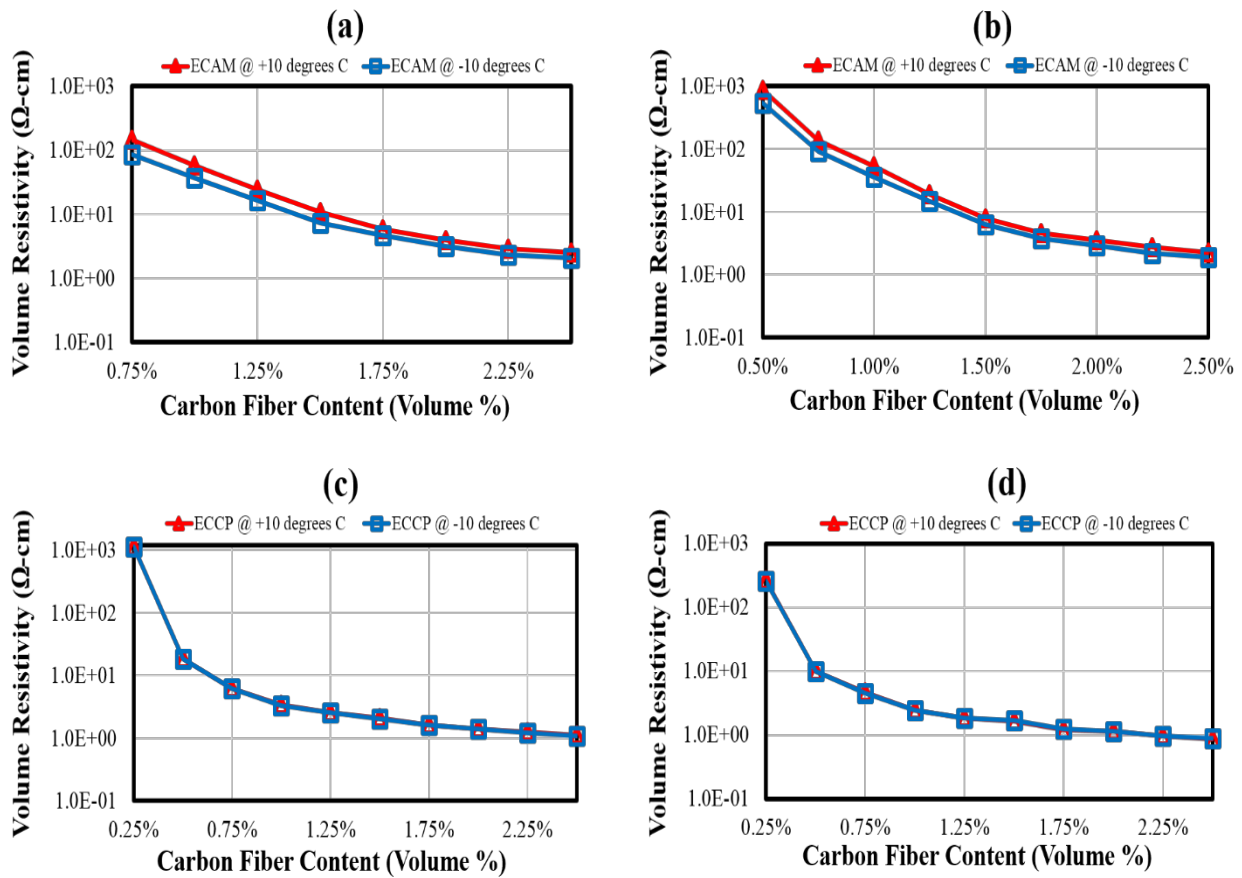 (a)
ECAM @ +10 degrees C ECAM @ -10 degrees C
Volume Resistivity (Ω-cm)
1.0E+03
1.0E+02
1.0E+01
1.0E+00
1.0E-01
0.75% 1.25% 1.75% 2.25%
Carbon Fiber Content (Volume %)
(b)
ECAM @ +10 degrees C ECAM @ -10 degrees C
Volume Resistivity (Ω-cm)
1.0E+03
1.0E+02
1.0E+01
1.0E+00
1.0E-01
0.50% 1.00% 1.50% 2.00% 2.50%
Carbon Fiber Content (Volume %)
(c)
ECCP @ +10 degrees C ECCP @ -10 degrees C
Volume Resistivity (Ω-cm)
1.0E+03
1.0E+02
1.0E+01
1.0E+00
1.0E-01
0.25% 0.75% 1.25% 1.75% 2.25%
Carbon Fiber Content (Volume %)
(d)
ECCP @ +10 degrees C ECCP @ -10 degrees C
Volume Resistivity (Ω-cm)
1.0E+03
1.0E+02
1.0E+01
1.0E+00
1.0E-01
0.25% 0.75% 1.25% 1.75% 2.25%
Carbon Fiber Content (Volume %)